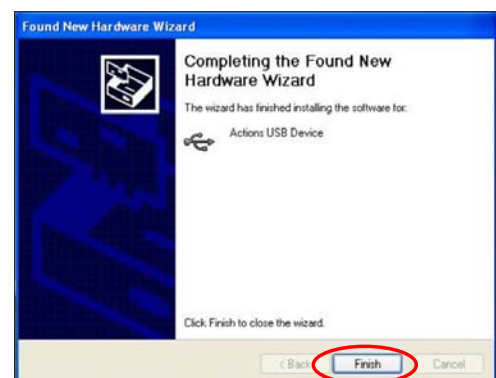 Found New Hardware Wizard
Completing the Found New
Hardware Wizard
The wizard has finished installing the software for:
Actions USB Device
Click Finish to close the wizard.
< Back
Finish
Cancel